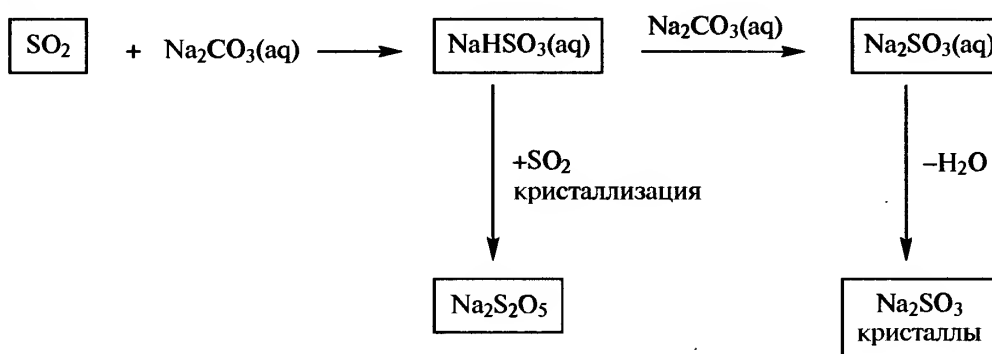 SO₂ + Na₂CO₃(aq) → NaHSO₃(aq) Na₂CO₃(aq) → Na₂SO₃(aq)
+SO₂
кристаллизация
–H₂O
Na₂S₂O₅
Na₂SO₃
кристаллы